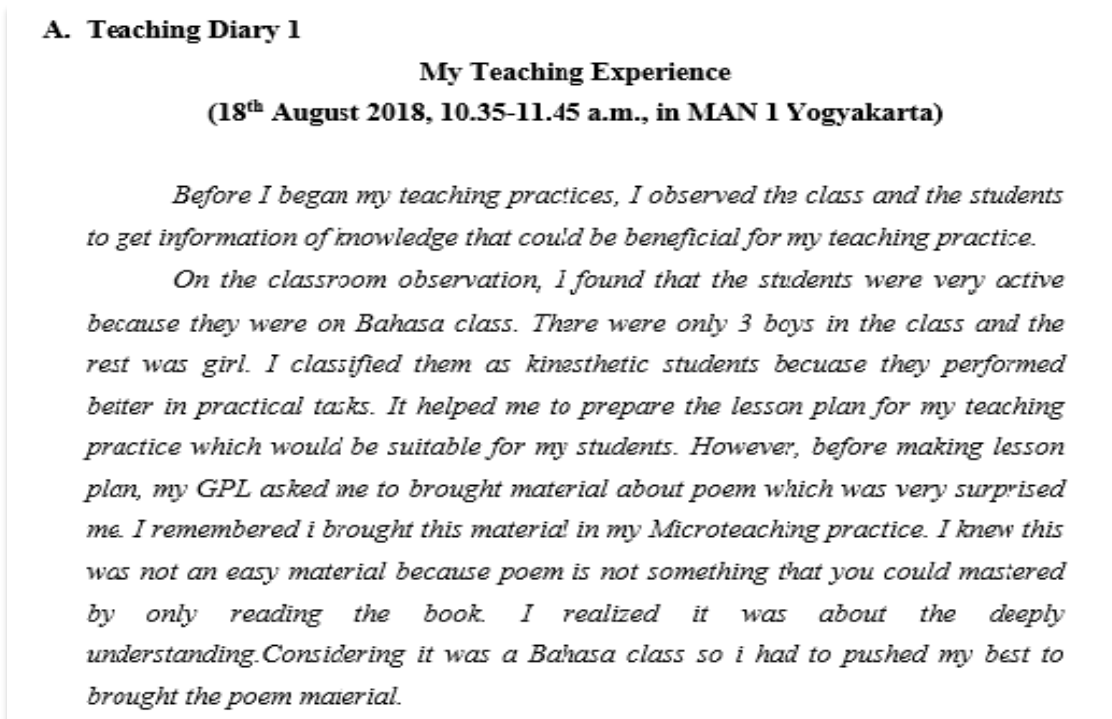 A. Teaching Diary 1
My Teaching Experience
(18th August 2018, 10.35-11.45 a.m., in MAN 1 Yogyakarta)
Before I began my teaching practices, I observed the class and the students
to get information of knowledge that could be beneficial for my teaching practice.
On the classroom observation, I found that the students were very active
because they were on Bahasa class. There were only 3 boys in the class and the
rest was girl. I classified them as kinesthetic students becuase they performed
better in practical tasks. It helped me to prepare the lesson plan for my teaching
practice which would be suitable for my students. However, before making lesson
plan, my GPL asked me to brought material about poem which was very surprised
me. I remembered i brought this material in my Microteaching practice. I knew this
was not an easy material because poem is not something that you could mastered
by only reading the book. I realized it was about the deeply
understanding.Considering it was a Bahasa class so i had to pushed my best to
brought the poem material.